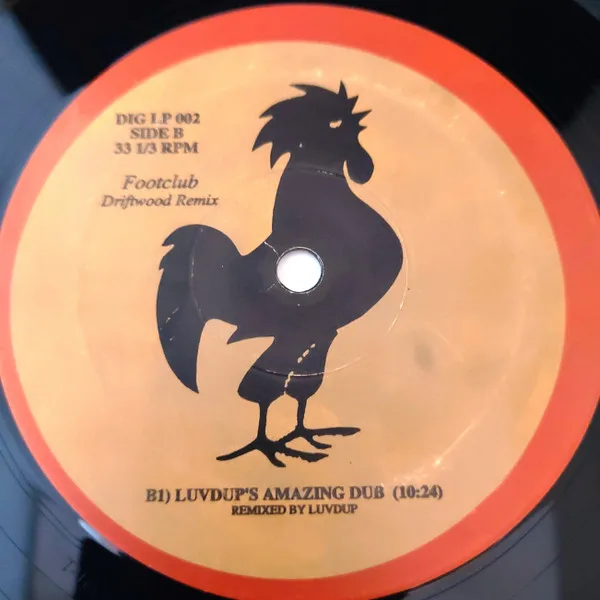 DIG LP 002
SIDE B
33 1/3 RPM
Footclub
Driftwood Remix
B1) LUVDUP'S AMAZING DUB (10:24)
REMIXED BY LUVDUP